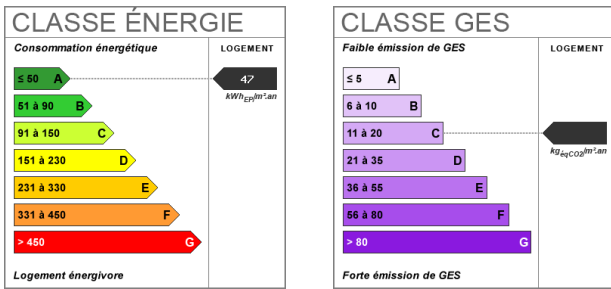 CLASSE ÉNERGIE
Consommation énergétique
LOGEMENT
≤ 50 A
47
kWhEP/m².an
51 à 90 B
91 à 150 C
151 à 230 D
231 à 330 E
331 à 450 F
> 450 G
Logement énergivore
CLASSE GES
Faible émission de GES
LOGEMENT
≤ 5 A
6 à 10 B
11 à 20 C
kgéqCO2/m².an
21 à 35 D
36 à 55 E
56 à 80 F
> 80 G
Forte émission de GES